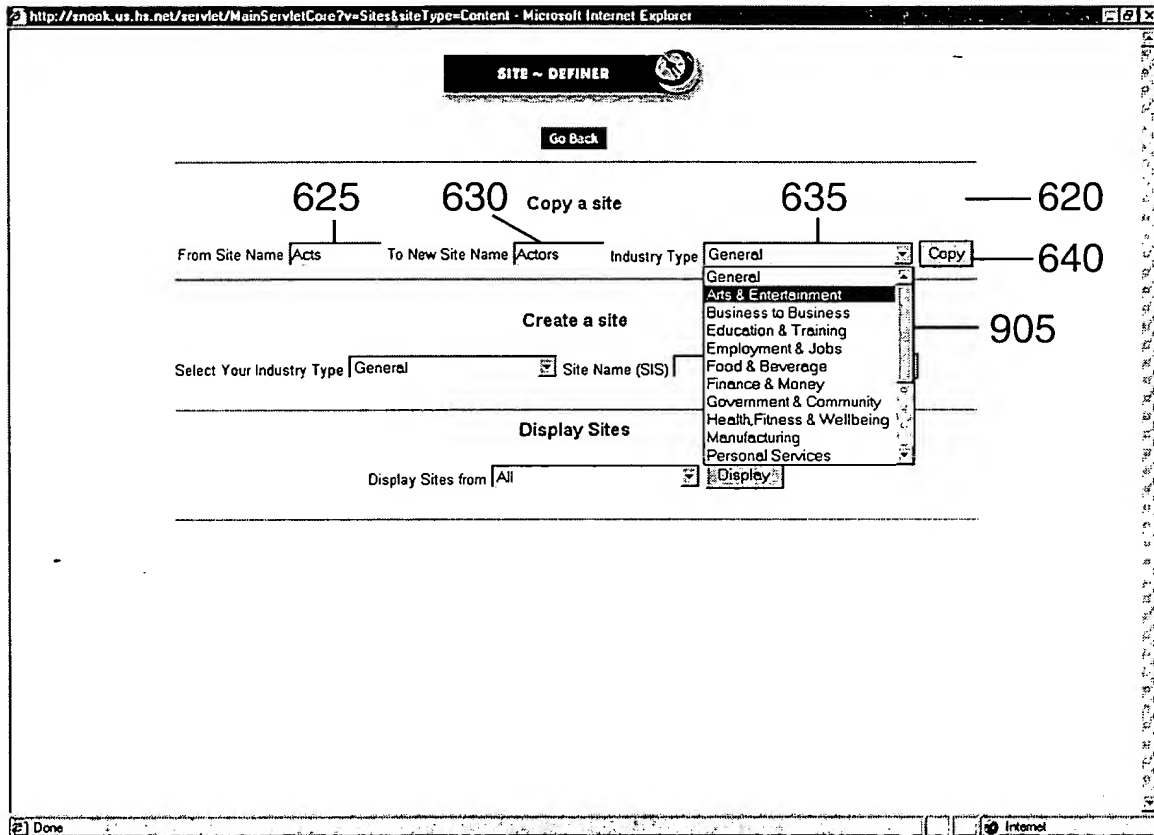 http://snook.us.hs.net/servlet/MainServletCore?v=Sites&siteType=Content - Microsoft Internet Explorer
SITE ~ DEFINER
Go Back
625 630 Copy a site 635 620
From Site Name Acts To New Site Name Actors Industry Type General Copy 640
General
Arts & Entertainment
Business to Business
Education & Training
Employment & Jobs
Food & Beverage
Finance & Money
Government & Community
Health,Fitness & Wellbeing
Manufacturing
Personal Services
905
Create a site
Select Your Industry Type General Site Name (SIS)
Display Sites
Display Sites from All Display
Done Internet